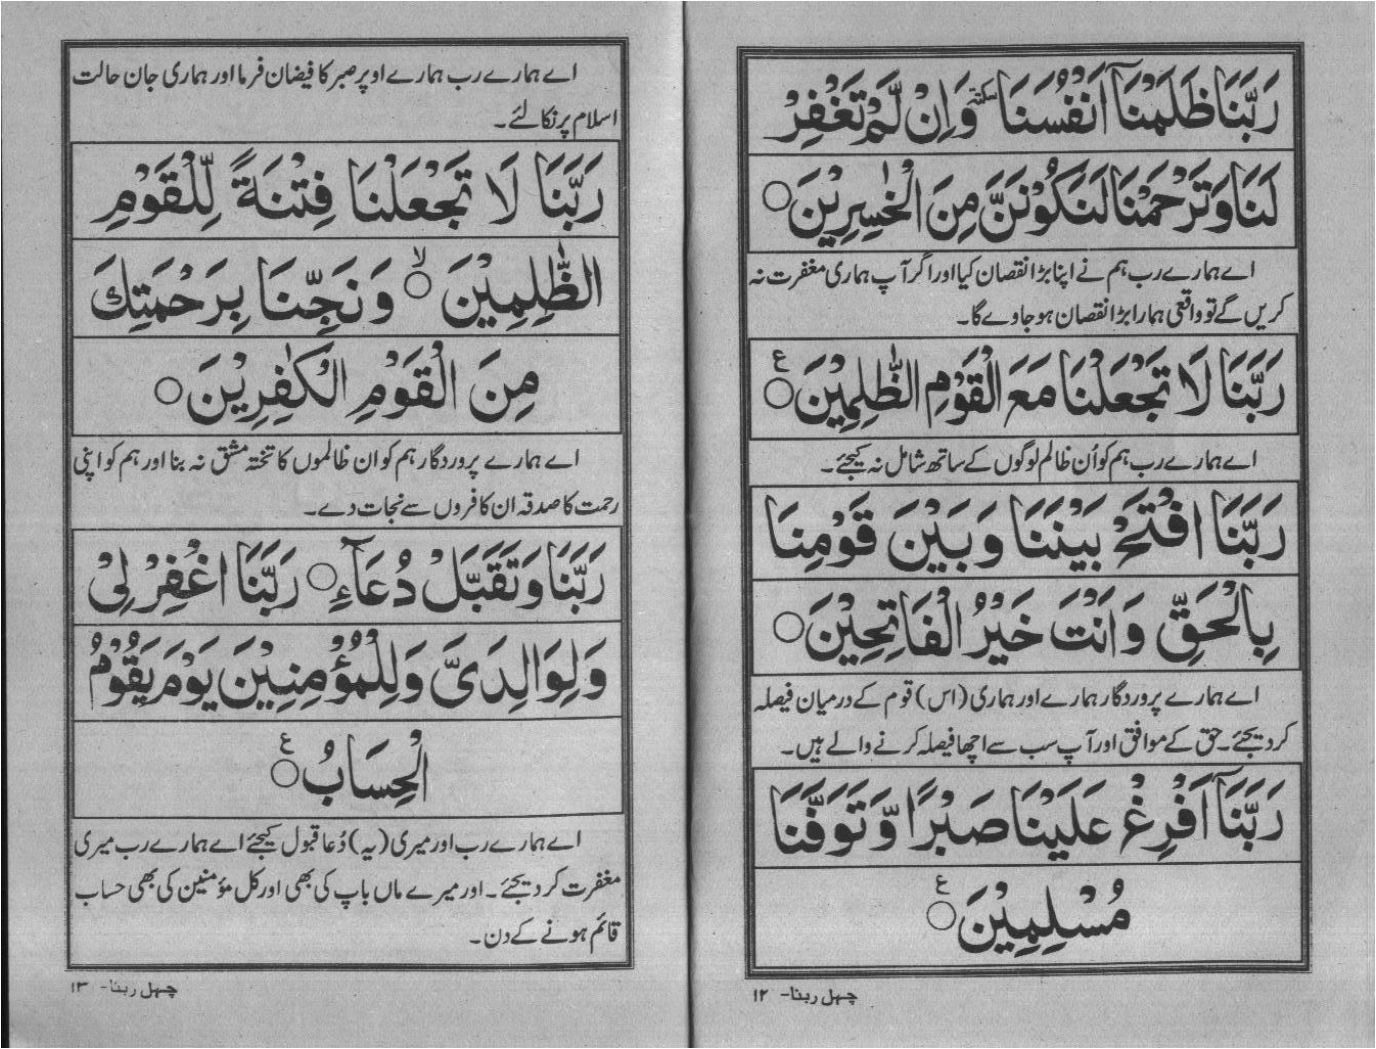 رَبَّنَا ظَلَمْنَآ اَنْفُسَنَا سکتة وَاِنْ لَّمْ تَغْفِرْ
لَنَا وَتَرْحَمْنَا لَنَكُوْنَنَّ مِنَ الْخٰسِرِيْنَ ○
اے ہمارے رب ہم نے اپنا بڑا نقصان کیا اور اگر آپ ہماری مغفرت نہ
کریں گے تو واقعی ہمارا بڑا نقصان ہو جاوے گا۔
رَبَّنَا لَا تَجْعَلْنَا مَعَ الْقَوْمِ الظّٰلِمِيْنَ ○ ع
اے ہمارے رب ہم کو اُن ظالم لوگوں کے ساتھ شامل نہ کیجئے۔
رَبَّنَا افْتَحْ بَيْنَنَا وَبَيْنَ قَوْمِنَا
بِالْحَقِّ وَاَنْتَ خَيْرُ الْفَاتِحِيْنَ ○
اے ہمارے پروردگار ہمارے اور ہماری (اس) قوم کے درمیان فیصلہ
کر دیجئے۔ حق کے موافق اور آپ سب سے اچھا فیصلہ کرنے والے ہیں۔
رَبَّنَآ اَفْرِغْ عَلَيْنَا صَبْرًا وَّتَوَفَّنَا
مُسْلِمِيْنَ ○ ع
چہل ربنا- ۱۲
اے ہمارے رب ہمارے اوپر صبر کا فیضان فرما اور ہماری جان حالت
اسلام پر نکالئے۔
رَبَّنَا لَا تَجْعَلْنَا فِتْنَةً لِّلْقَوْمِ
الظّٰلِمِيْنَ ○ لا وَنَجِّنَا بِرَحْمَتِكَ
مِنَ الْقَوْمِ الْكٰفِرِيْنَ ○
اے ہمارے پروردگار ہم کو ان ظالموں کا تختہ مشق نہ بنا اور ہم کو اپنی
رحمت کا صدقہ ان کافروں سے نجات دے۔
رَبَّنَا وَتَقَبَّلْ دُعَآءِ ○ رَبَّنَا اغْفِرْ لِيْ
وَلِوَالِدَيَّ وَلِلْمُؤْمِنِيْنَ يَوْمَ يَقُوْمُ
الْحِسَابُ ○ ع
اے ہمارے رب اور میری (یہ) دُعا قبول کیجئے اے ہمارے رب میری
مغفرت کر دیجئے۔ اور میرے ماں باپ کی بھی اور کل مؤمنین کی بھی حساب
قائم ہونے کے دن۔
چہل ربنا- ۱۳